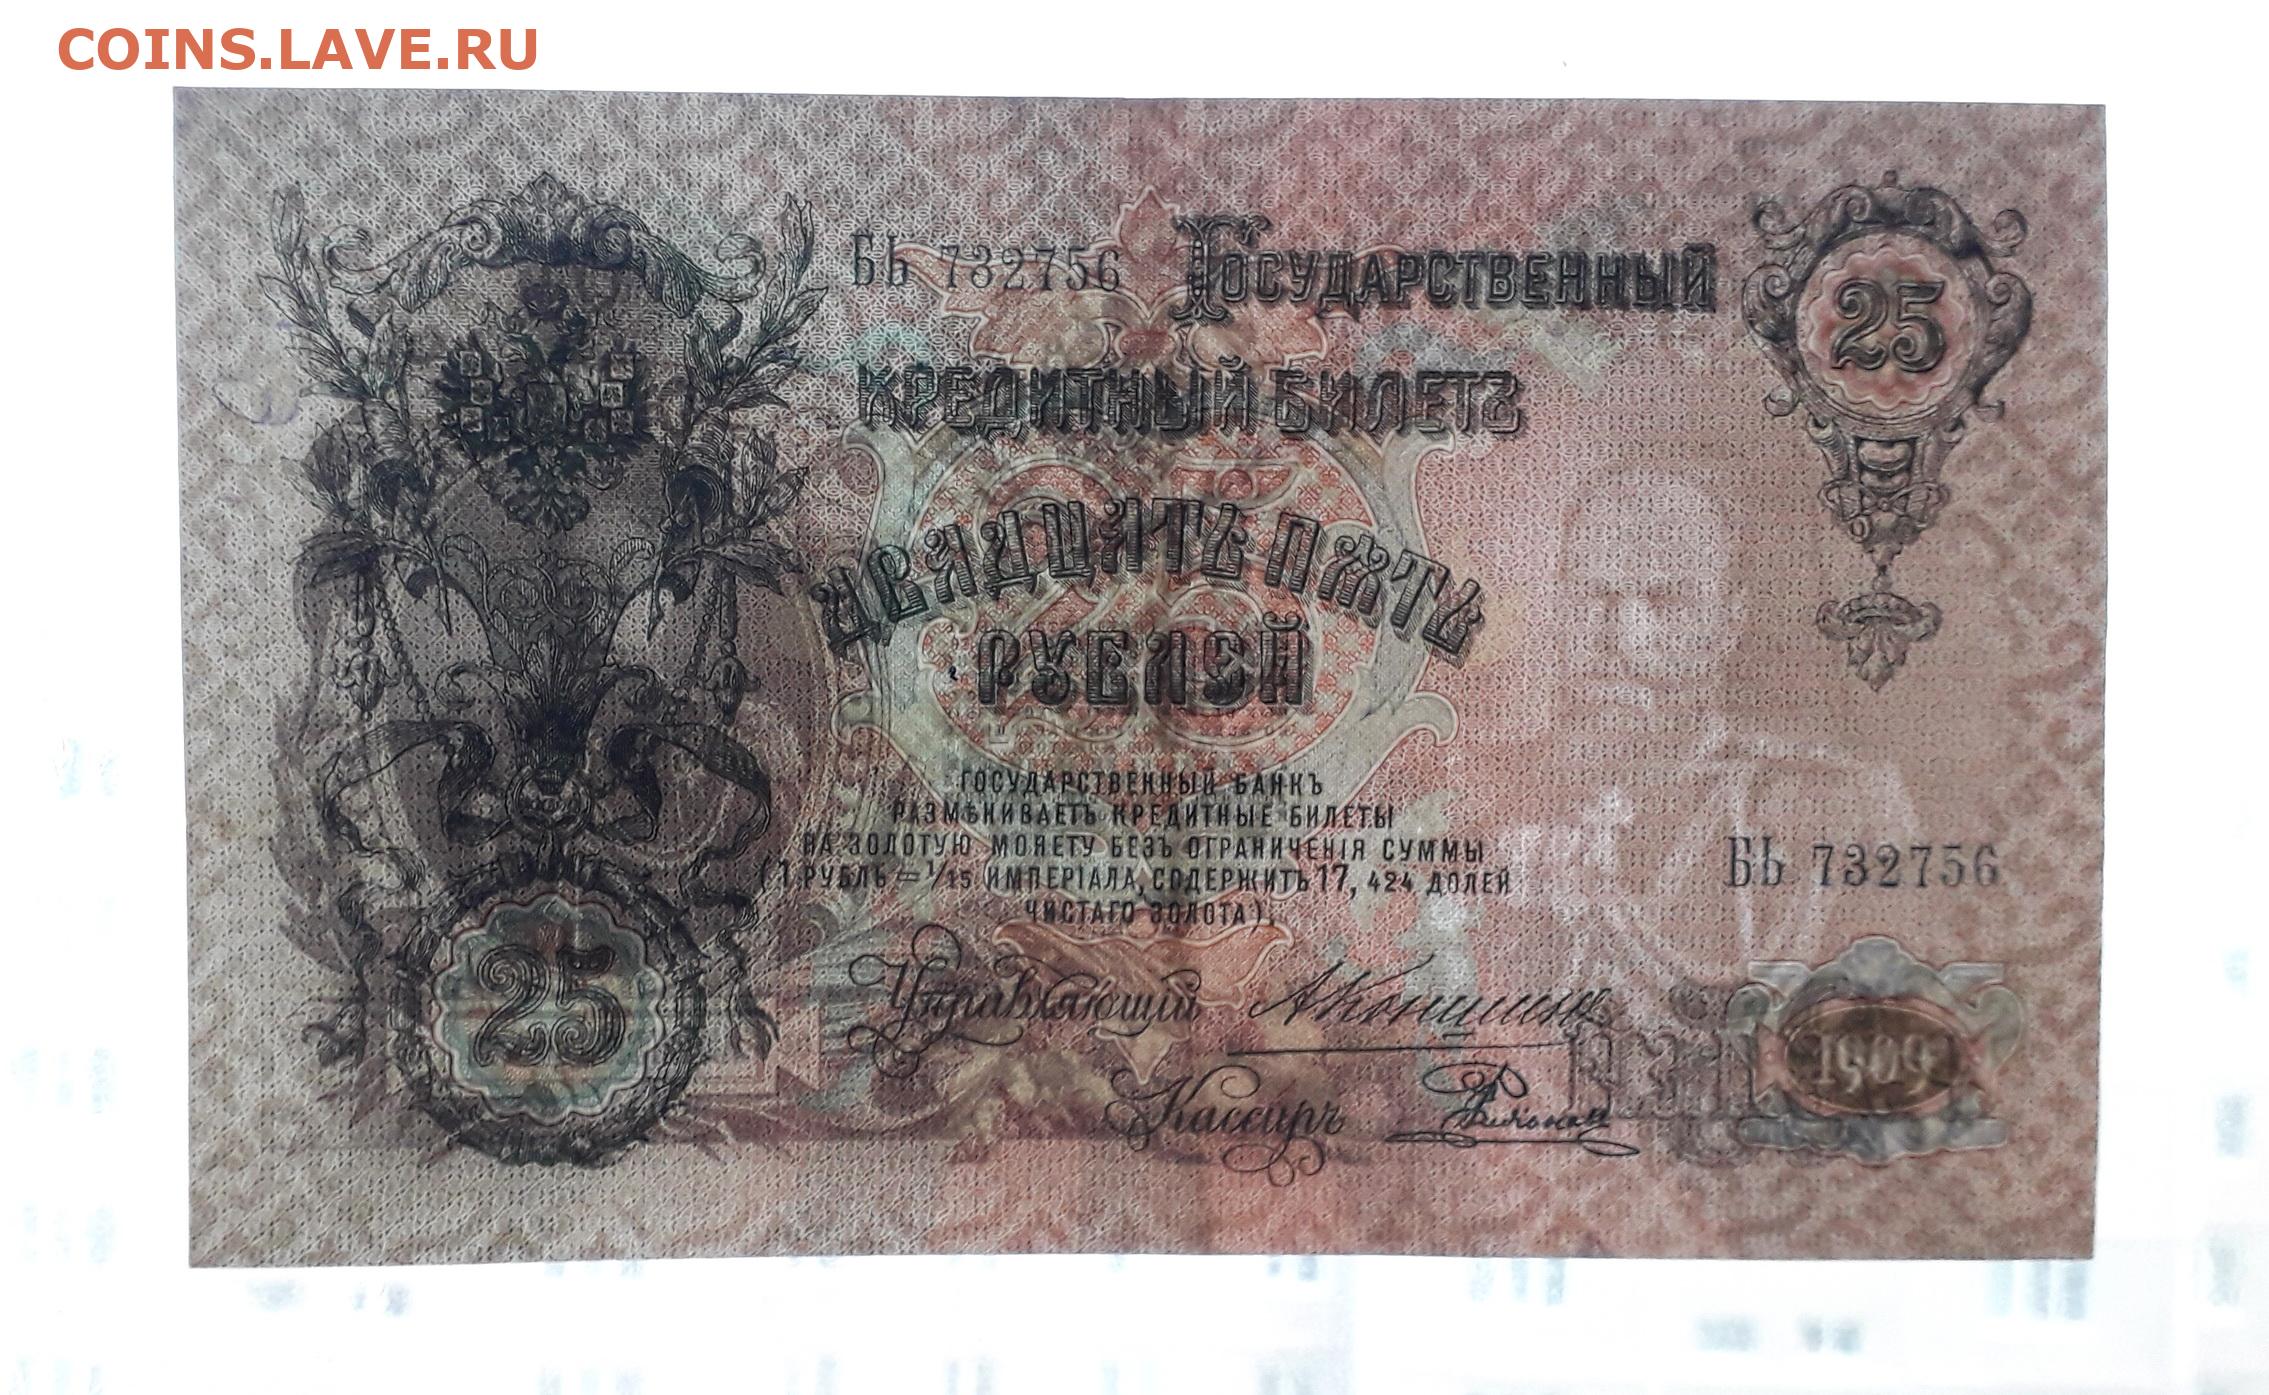 COINS.LAVE.RU
БЬ 732756
Государственный
25
Кредитный Билетъ
Двадцать пять
рублей
Государственный Банкъ
размѣниваетъ кредитные билеты
на золотую монету безъ ограниченія суммы
(1 рубль = 1/15 имперіала, содержитъ 17, 424 долей
чистаго золота).
БЬ 732756
25
Управляющій
1909
Кассиръ